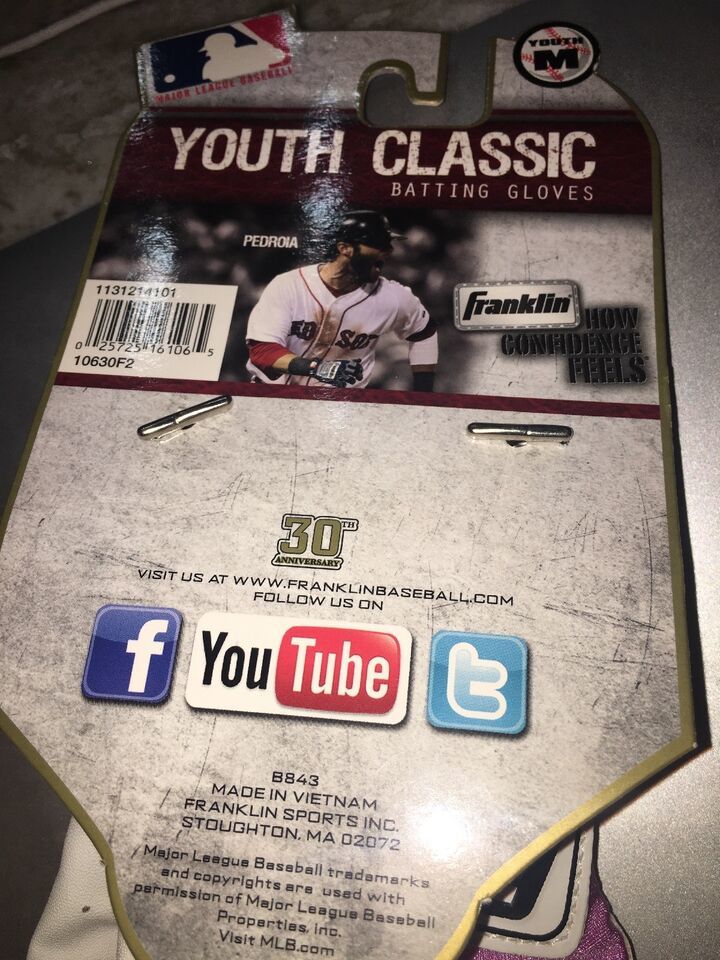 MAJOR LEAGUE BASEBALL
YOUTH
M
YOUTH CLASSIC
BATTING GLOVES
PEDROIA
1131214101
0 25725 16106 5
10630F2
RED SOX
franklin
HOW
CONFIDENCE
FEELS
30TH
ANNIVERSARY
VISIT US AT WWW.FRANKLINBASEBALL.COM
FOLLOW US ON
f
YouTube
t
B843
MADE IN VIETNAM
FRANKLIN SPORTS INC.
STOUGHTON, MA 02072
Major League Baseball trademarks
and copyrights are used with
permission of Major League Baseball
Properties, Inc.
Visit MLB.com